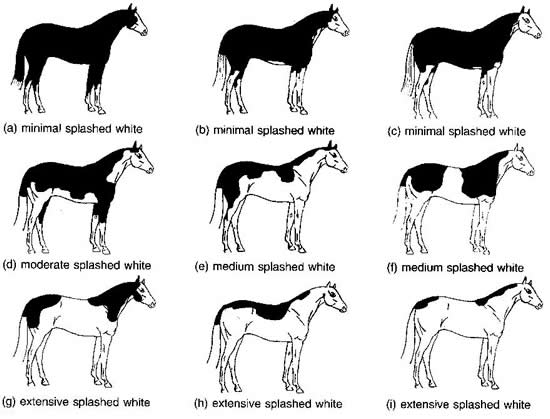 (a) minimal splashed white
(b) minimal splashed white
(c) minimal splashed white
(d) moderate splashed white
(e) medium splashed white
(f) medium splashed white
(g) extensive splashed white
(h) extensive splashed white
(i) extensive splashed white